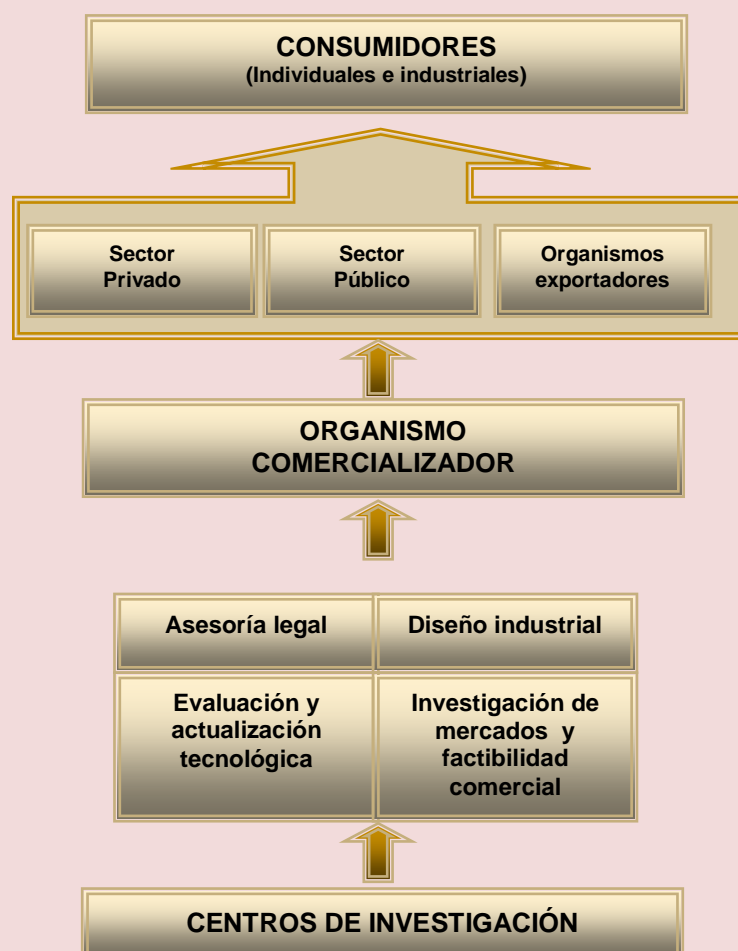 CONSUMIDORES
(Individuales e industriales)
Sector
Privado
Sector
Público
Organismos
exportadores
ORGANISMO
COMERCIALIZADOR
Asesoría legal
Diseño industrial
Evaluación y
actualización
tecnológica
Investigación de
mercados y
factibilidad
comercial
CENTROS DE INVESTIGACIÓN